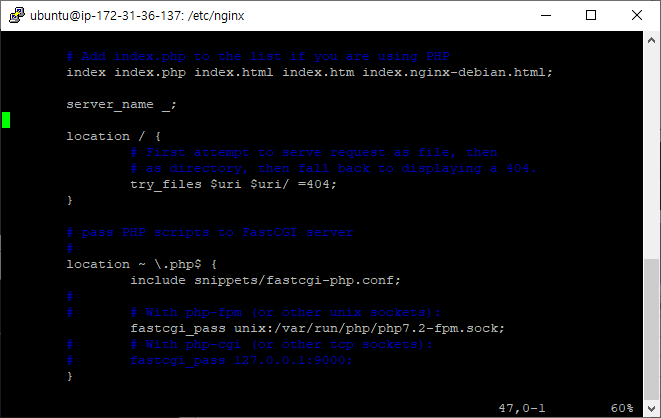 ubuntu@ip-172-31-36-137: /etc/nginx
# Add index.php to the list if you are using PHP
index index.php index.html index.htm index.nginx-debian.html;
server_name _;
location / {
# First attempt to serve request as file, then
# as directory, then fall back to displaying a 404.
try_files $uri $uri/ =404;
}
# pass PHP scripts to FastCGI server
#
location ~ \.php$ {
include snippets/fastcgi-php.conf;
#
# # With php-fpm (or other unix sockets):
fastcgi_pass unix:/var/run/php/php7.2-fpm.sock;
# # With php-cgi (or other tcp sockets):
# fastcgi_pass 127.0.0.1:9000;
}
47,0-1 60%